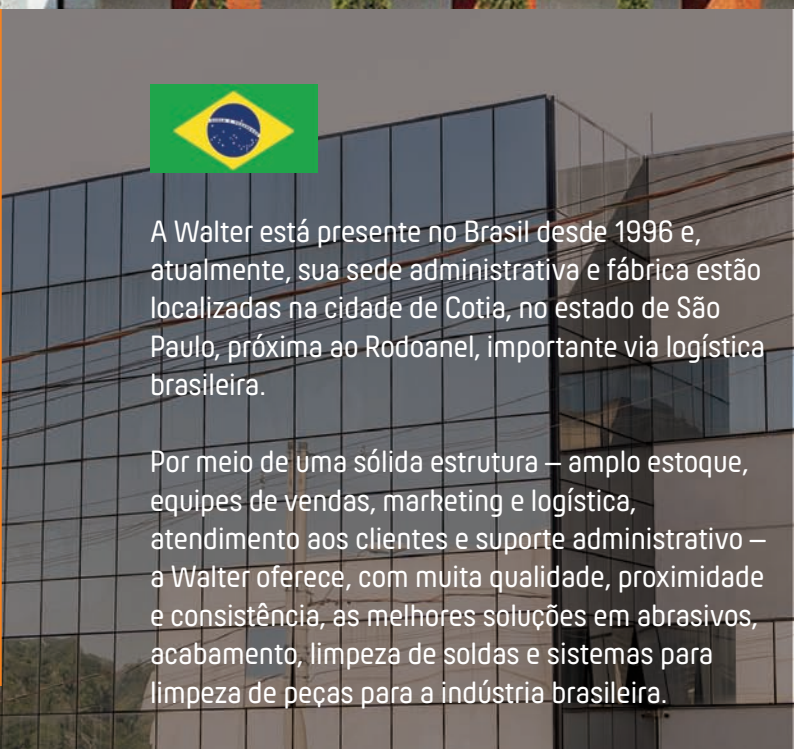 A Walter está presente no Brasil desde 1996 e,
atualmente, sua sede administrativa e fábrica estão
localizadas na cidade de Cotia, no estado de São
Paulo, próxima ao Rodoanel, importante via logística
brasileira.
Por meio de uma sólida estrutura – amplo estoque,
equipes de vendas, marketing e logística,
atendimento aos clientes e suporte administrativo –
a Walter oferece, com muita qualidade, proximidade
e consistência, as melhores soluções em abrasivos,
acabamento, limpeza de soldas e sistemas para
limpeza de peças para a indústria brasileira.